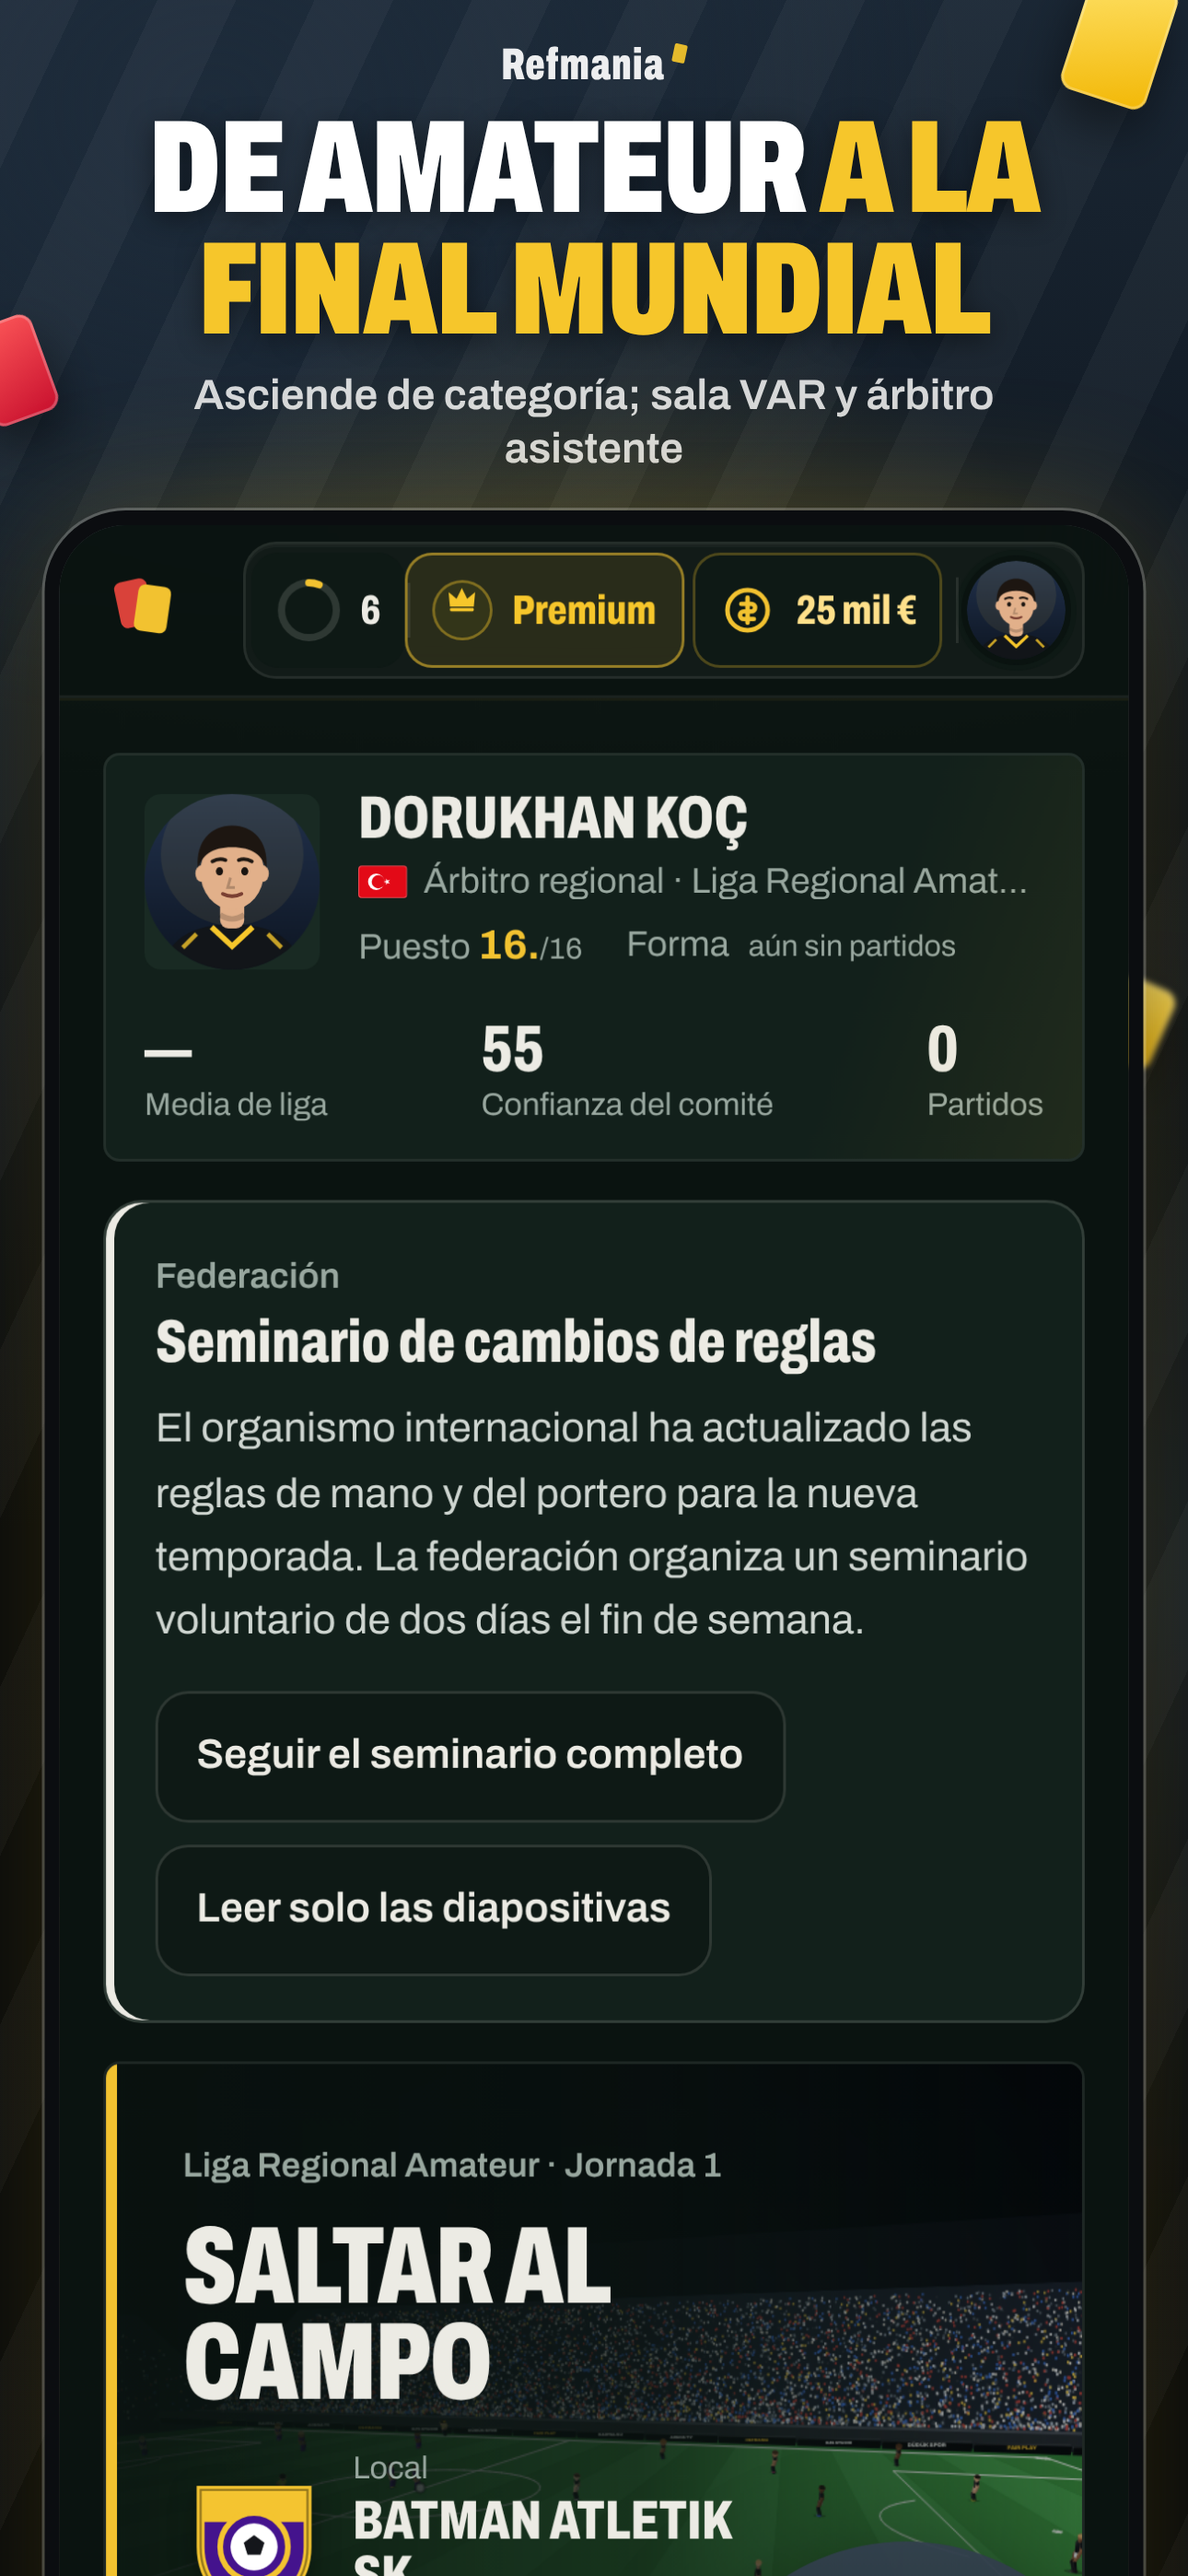 Refmania
DE AMATEUR A LA
FINAL MUNDIAL
Asciende de categoría; sala VAR y árbitro
asistente
6
Premium
25 mil €
DORUKHAN KOÇ
Árbitro regional · Liga Regional Amat...
Puesto 16./16 Forma aún sin partidos
—
55
0
Media de liga
Confianza del comité
Partidos
Federación
Seminario de cambios de reglas
El organismo internacional ha actualizado las
reglas de mano y del portero para la nueva
temporada. La federación organiza un seminario
voluntario de dos días el fin de semana.
Seguir el seminario completo
Leer solo las diapositivas
Liga Regional Amateur · Jornada 1
SALTAR AL
CAMPO
Local
BATMAN ATLETIK
SK